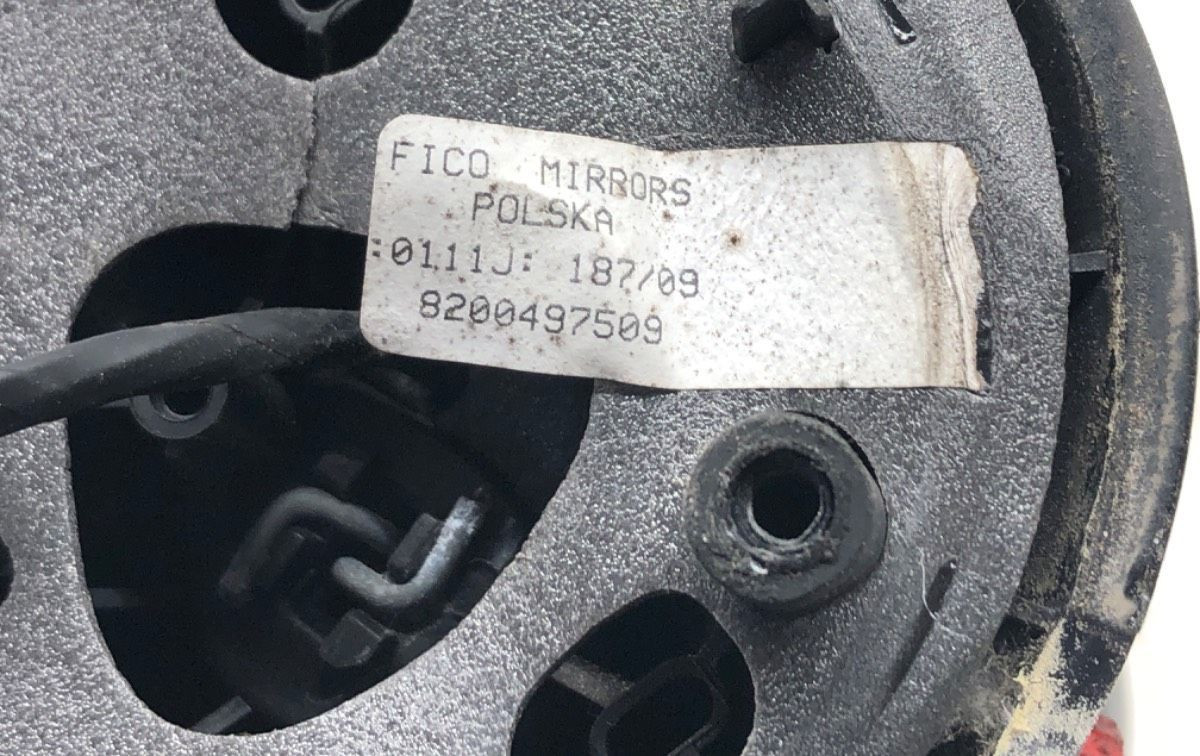 FICO MIRRORS
POLSKA
:0111J: 187/09
8200497509